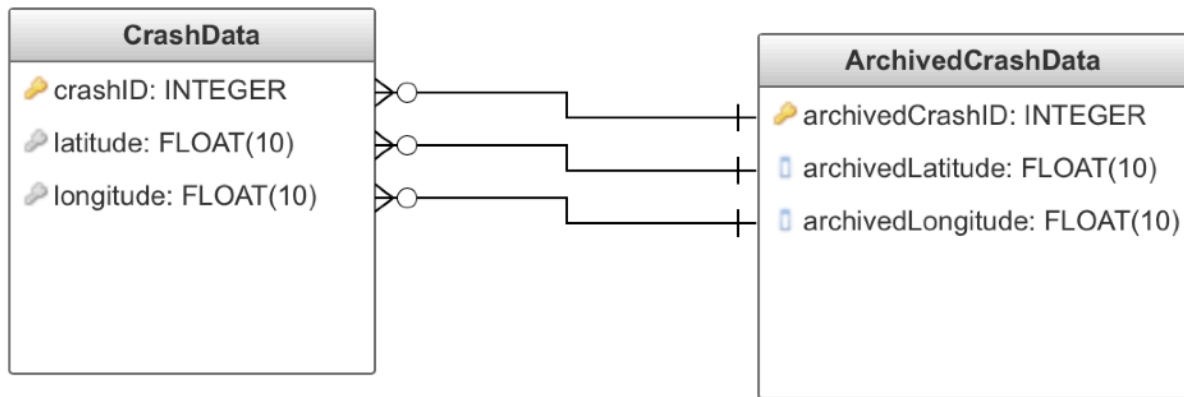 CrashData
crashID: INTEGER
latitude: FLOAT(10)
longitude: FLOAT(10)
ArchivedCrashData
archivedCrashID: INTEGER
archivedLatitude: FLOAT(10)
archivedLongitude: FLOAT(10)